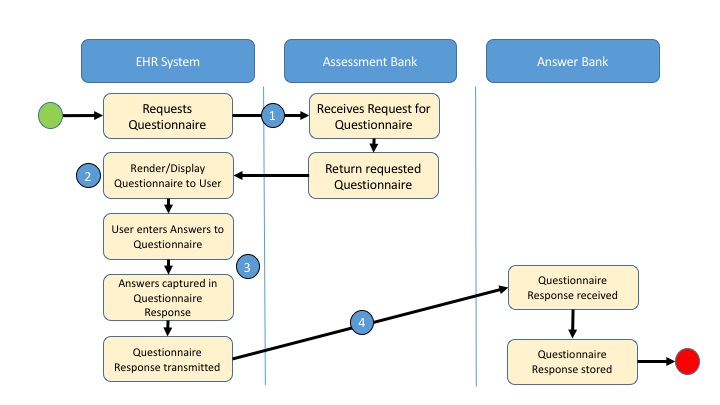 EHR System
Assessment Bank
Answer Bank
Requests
Questionnaire
1
Receives Request for
Questionnaire
2
Render/Display
Questionnaire to User
Return requested
Questionnaire
User enters Answers to
Questionnaire
3
Answers captured in
Questionnaire
Response
Questionnaire
Response transmitted
4
Questionnaire
Response received
Questionnaire
Response stored